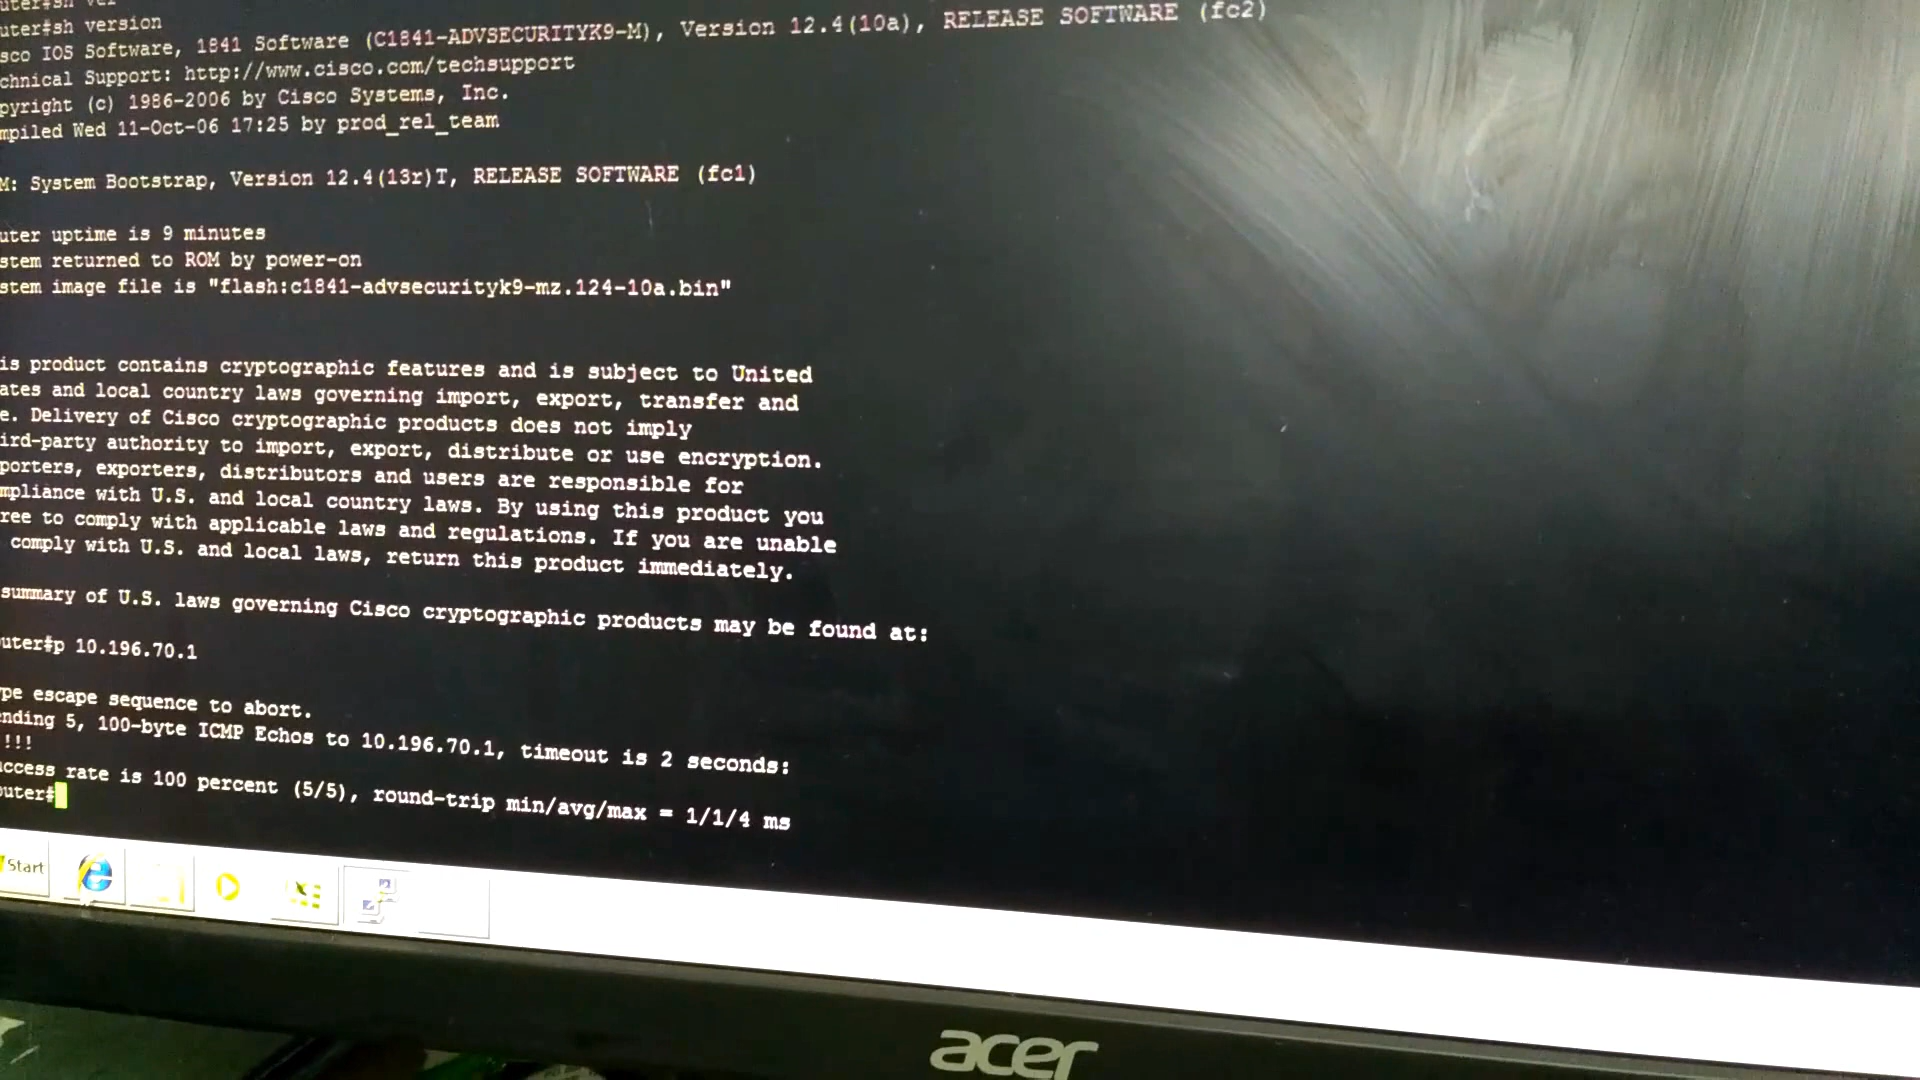 uter#sh ver
uter#sh version
sco IOS Software, 1841 Software (C1841-ADVSECURITYK9-M), Version 12.4(10a), RELEASE SOFTWARE (fc2)
chnical Support: http://www.cisco.com/techsupport
pyright (c) 1986-2006 by Cisco Systems, Inc.
mpiled Wed 11-Oct-06 17:25 by prod_rel_team
M: System Bootstrap, Version 12.4(13r)T, RELEASE SOFTWARE (fc1)
uter uptime is 9 minutes
stem returned to ROM by power-on
stem image file is "flash:c1841-advsecurityk9-mz.124-10a.bin"
is product contains cryptographic features and is subject to United
ates and local country laws governing import, export, transfer and
e. Delivery of Cisco cryptographic products does not imply
ird-party authority to import, export, distribute or use encryption.
porters, exporters, distributors and users are responsible for
mpliance with U.S. and local country laws. By using this product you
ree to comply with applicable laws and regulations. If you are unable
comply with U.S. and local laws, return this product immediately.
summary of U.S. laws governing Cisco cryptographic products may be found at:
uter#p 10.196.70.1
pe escape sequence to abort.
nding 5, 100-byte ICMP Echos to 10.196.70.1, timeout is 2 seconds:
!!!
ccess rate is 100 percent (5/5), round-trip min/avg/max = 1/1/4 ms
outer#
Start
acer